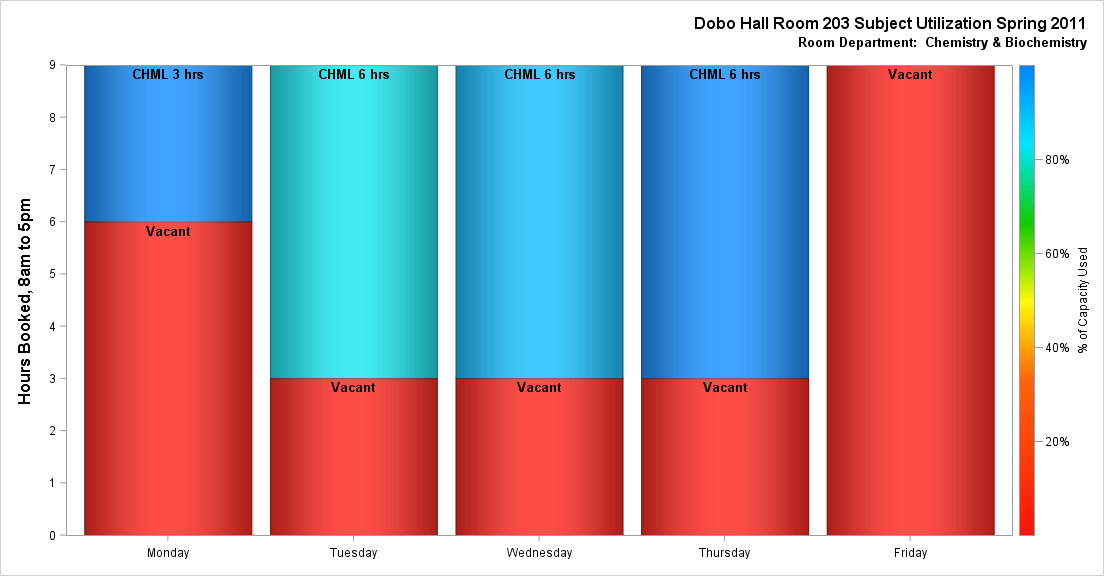 Dobo Hall Room 203 Subject Utilization Spring 2011
Room Department: Chemistry & Biochemistry
Hours Booked, 8am to 5pm
9
8
7
6
5
4
3
2
1
0
CHML 3 hrs
Vacant
CHML 6 hrs
Vacant
CHML 6 hrs
Vacant
CHML 6 hrs
Vacant
Vacant
Monday
Tuesday
Wednesday
Thursday
Friday
80%
60%
40%
20%
% of Capacity Used